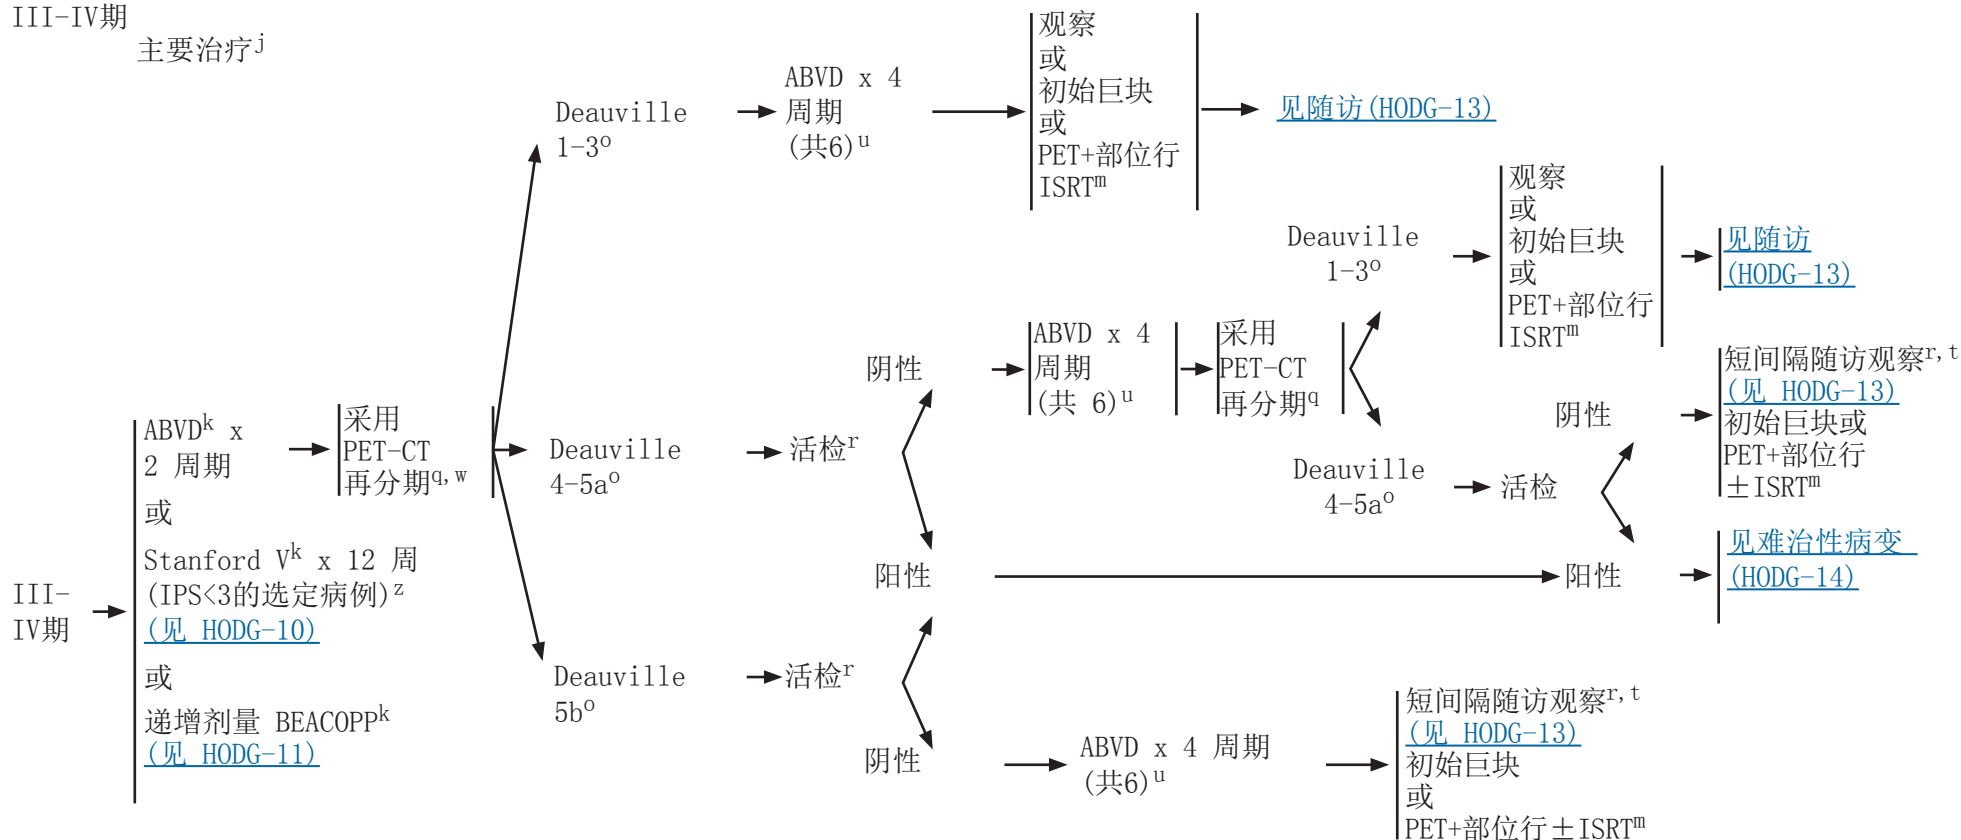 III-IV期
主要治疗j
III-
IV期
ABVDk x
2 周期
或
Stanford Vk x 12 周
(IPS<3的选定病例)z
(见 HODG-10)
或
递增剂量 BEACOPPk
(见 HODG-11)
采用
PET-CT
再分期q,w
Deauville
1-3o
ABVD x 4
周期
(共6)u
观察
或
初始巨块
或
PET+部位行
ISRTm
见随访(HODG-13)
Deauville
4-5ao
活检r
阴性
ABVD x 4
周期
(共 6)u
采用
PET-CT
再分期q
Deauville
1-3o
观察
或
初始巨块
或
PET+部位行
ISRTm
见随访
(HODG-13)
Deauville
4-5ao
活检
阴性
短间隔随访观察r,t
(见 HODG-13)
初始巨块或
PET+部位行
±ISRTm
阳性
阳性
见难治性病变
(HODG-14)
Deauville
5bo
活检r
阴性
ABVD x 4 周期
(共6)u
短间隔随访观察r,t
(见 HODG-13)
初始巨块
或
PET+部位行±ISRTm